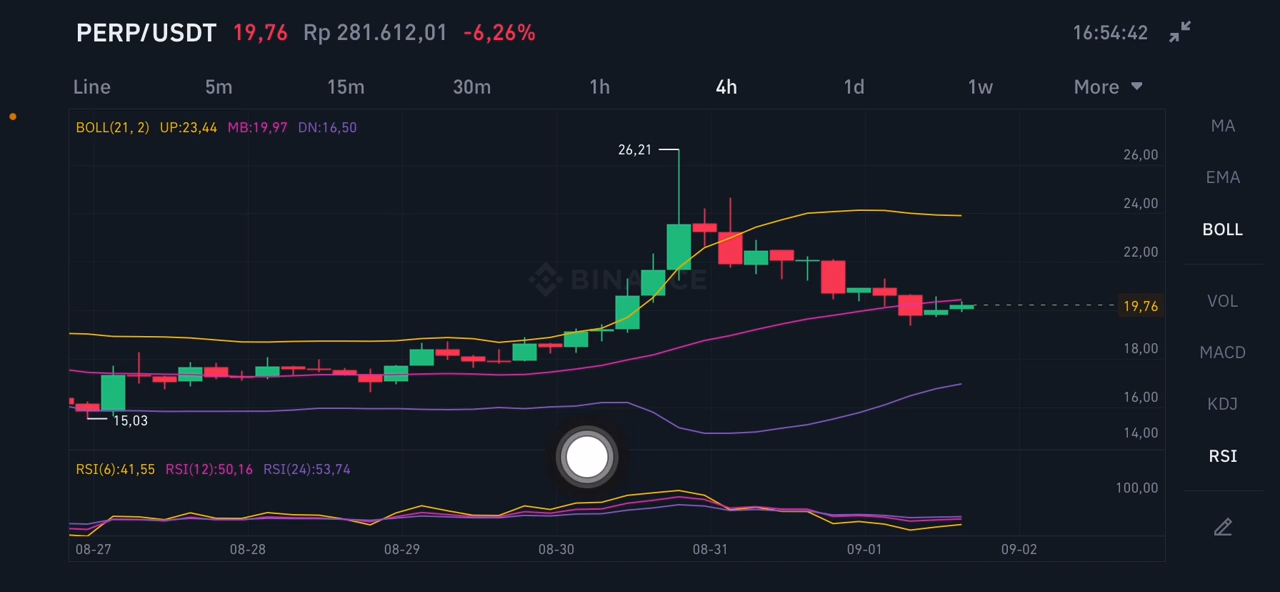 PERP/USDT 19,76 Rp 281.612,01 -6,26% 16:54:42
Line 5m 15m 30m 1h 4h 1d 1w More
BOLL(21, 2) UP:23,44 MB:19,97 DN:16,50
MA
26,21
26,00
EMA
24,00
BOLL
22,00
BINANCE
VOL
19,76
18,00
MACD
16,00
KDJ
15,03
14,00
RSI(6):41,55 RSI(12):50,16 RSI(24):53,74
RSI
100,00
08-27 08-28 08-29 08-30 08-31 09-01 09-02